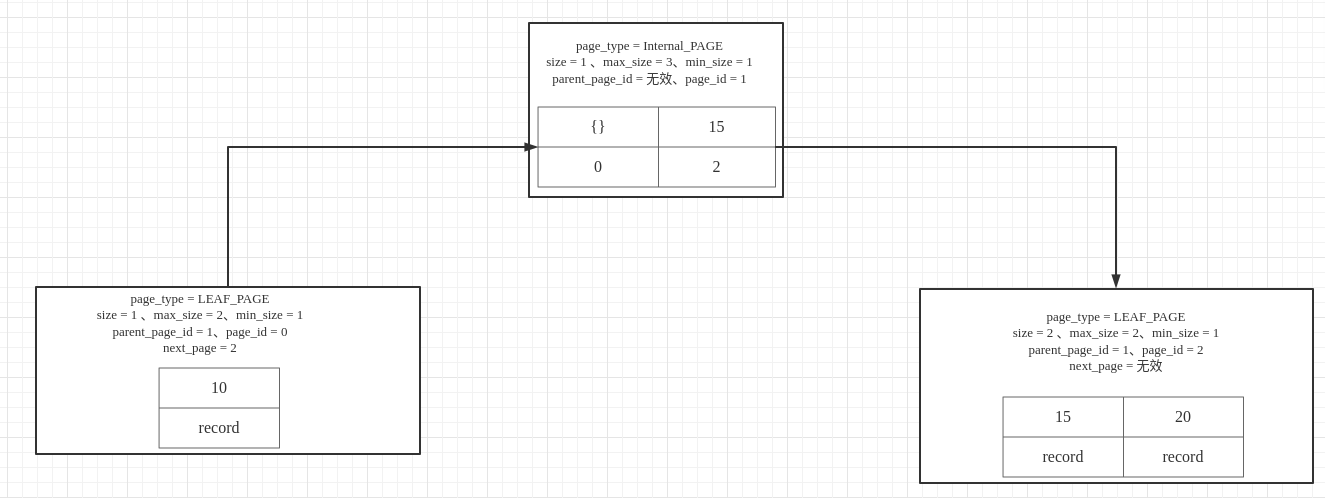 page_type = Internal_PAGE
size = 1 、max_size = 3、min_size = 1
parent_page_id = 无效、page_id = 1
{} 15
0 2
page_type = LEAF_PAGE
size = 1 、max_size = 2、min_size = 1
parent_page_id = 1、page_id = 0
next_page = 2
10
record
page_type = LEAF_PAGE
size = 2 、max_size = 2、min_size = 1
parent_page_id = 1、page_id = 2
next_page = 无效
15 20
record record